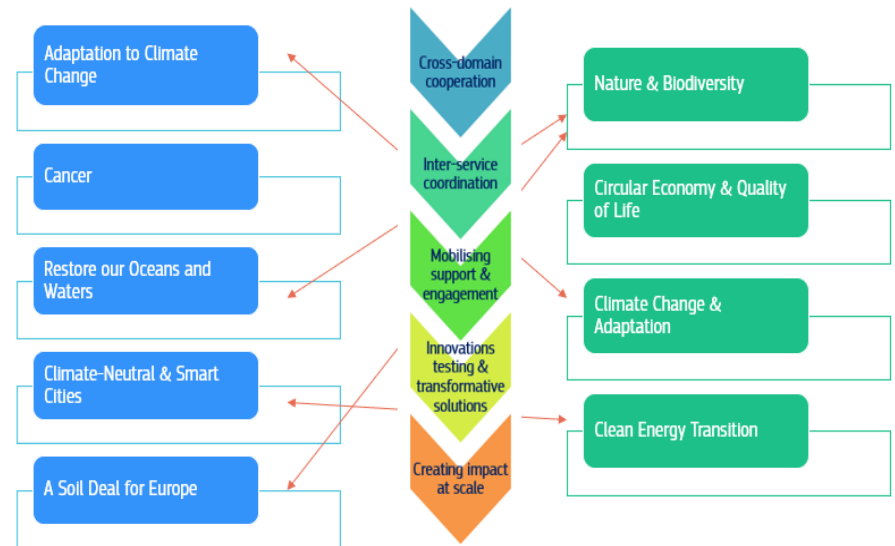 Adaptation to Climate
Change
Cancer
Restore our Oceans and
Waters
Climate-Neutral & Smart
Cities
A Soil Deal for Europe
Cross-domain
cooperation
Inter-service
coordination
Mobilising
support &
engagement
Innovations
testing &
transformative
solutions
Creating impact
at scale
Nature & Biodiversity
Circular Economy & Quality
of Life
Climate Change &
Adaptation
Clean Energy Transition